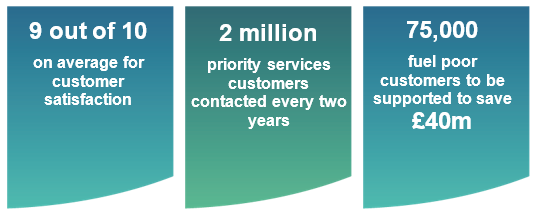 9 out of 10
on average for
customer
satisfaction
2 million
priority services
customers
contacted every two
years
75,000
fuel poor
customers to be
supported to save
£40m